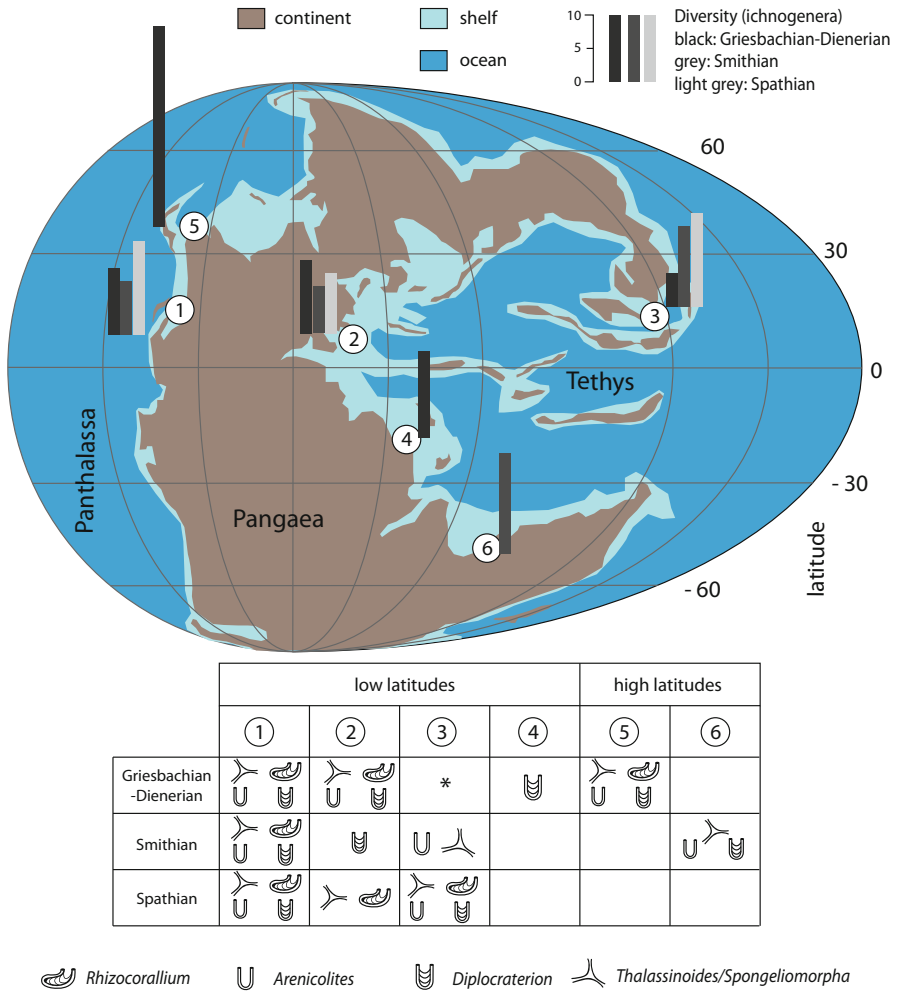 continent
shelf
ocean
10
5
0
Diversity (ichnogenera)
black: Griesbachian-Dienerian
grey: Smithian
light grey: Spathian
60
30
0
- 30
- 60
latitude
Panthalassa
Pangaea
Tethys
5
1
2
3
4
6
low latitudes
high latitudes
1
2
3
4
5
6
Griesbachian
-Dienerian
*
Smithian
Spathian
Rhizocorallium
Arenicolites
Diplocraterion
Thalassinoides/Spongeliomorpha